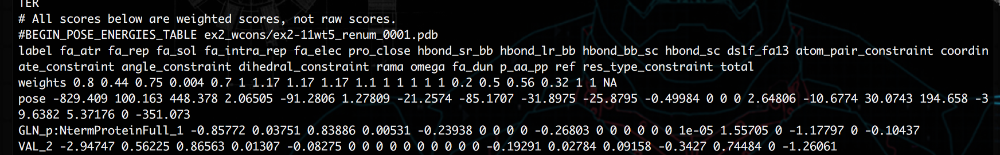 TER
# All scores below are weighted scores, not raw scores.
#BEGIN_POSE_ENERGIES_TABLE ex2_wcons/ex2-11wt5_renum_0001.pdb
label fa_atr fa_rep fa_sol fa_intra_rep fa_elec pro_close hbond_sr_bb hbond_lr_bb hbond_bb_sc hbond_sc dslf_fa13 atom_pair_constraint coordin
ate_constraint angle_constraint dihedral_constraint rama omega fa_dun p_aa_pp ref res_type_constraint total
weights 0.8 0.44 0.75 0.004 0.7 1 1.17 1.17 1.17 1.1 1 1 1 1 1 0.2 0.5 0.56 0.32 1 1 NA
pose -829.409 100.163 448.378 2.06505 -91.2806 1.27809 -21.2574 -85.1707 -31.8975 -25.8795 -0.49984 0 0 0 2.64806 -10.6774 30.0743 194.658 -3
9.6382 5.37176 0 -351.073
GLN_p:NtermProteinFull_1 -0.85772 0.03751 0.83886 0.00531 -0.23938 0 0 0 0 -0.26803 0 0 0 0 0 0 1e-05 1.55705 0 -1.17797 0 -0.10437
VAL_2 -2.94747 0.56225 0.86563 0.01307 -0.08275 0 0 0 0 0 0 0 0 0 0 -0.19291 0.02784 0.09158 -0.3427 0.74484 0 -1.26061